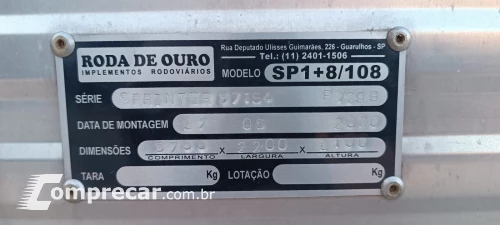 RODA DE OURO
IMPLEMENTOS RODOVIÁRIOS
Rua Deputado Ulisses Guimarães, 226 - Guarulhos - SP
Tel.: (11) 2401-1506
MODELO SP1+8/108
SÉRIE
DATA DE MONTAGEM
DIMENSÕES x 2200 x
COMPRIMENTO LARGURA ALTURA
TARA Kg LOTAÇÃO Kg
Comprecar.com.br